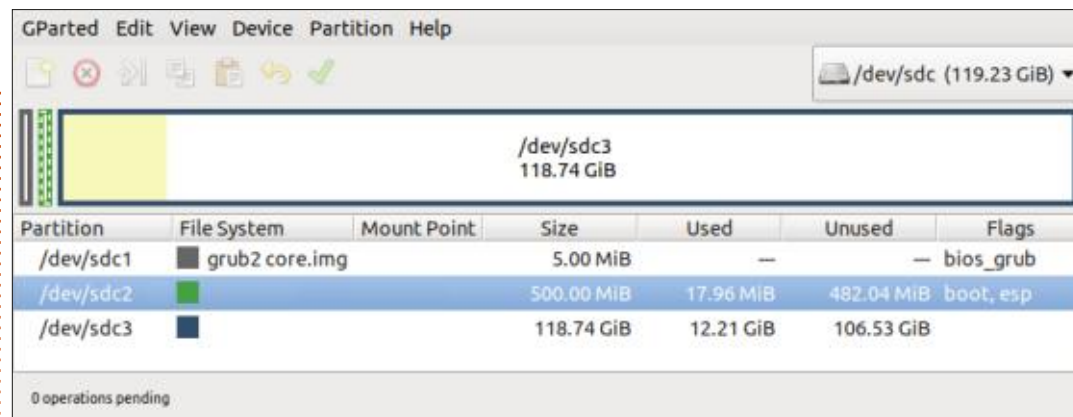 GParted Edit View Device Partition Help
/dev/sdc (119.23 GiB)
/dev/sdc3
118.74 GiB
Partition File System Mount Point Size Used Unused Flags
/dev/sdc1 grub2 core.img 5.00 MiB — — bios_grub
/dev/sdc2 500.00 MiB 17.96 MiB 482.04 MiB boot, esp
/dev/sdc3 118.74 GiB 12.21 GiB 106.53 GiB
0 operations pending